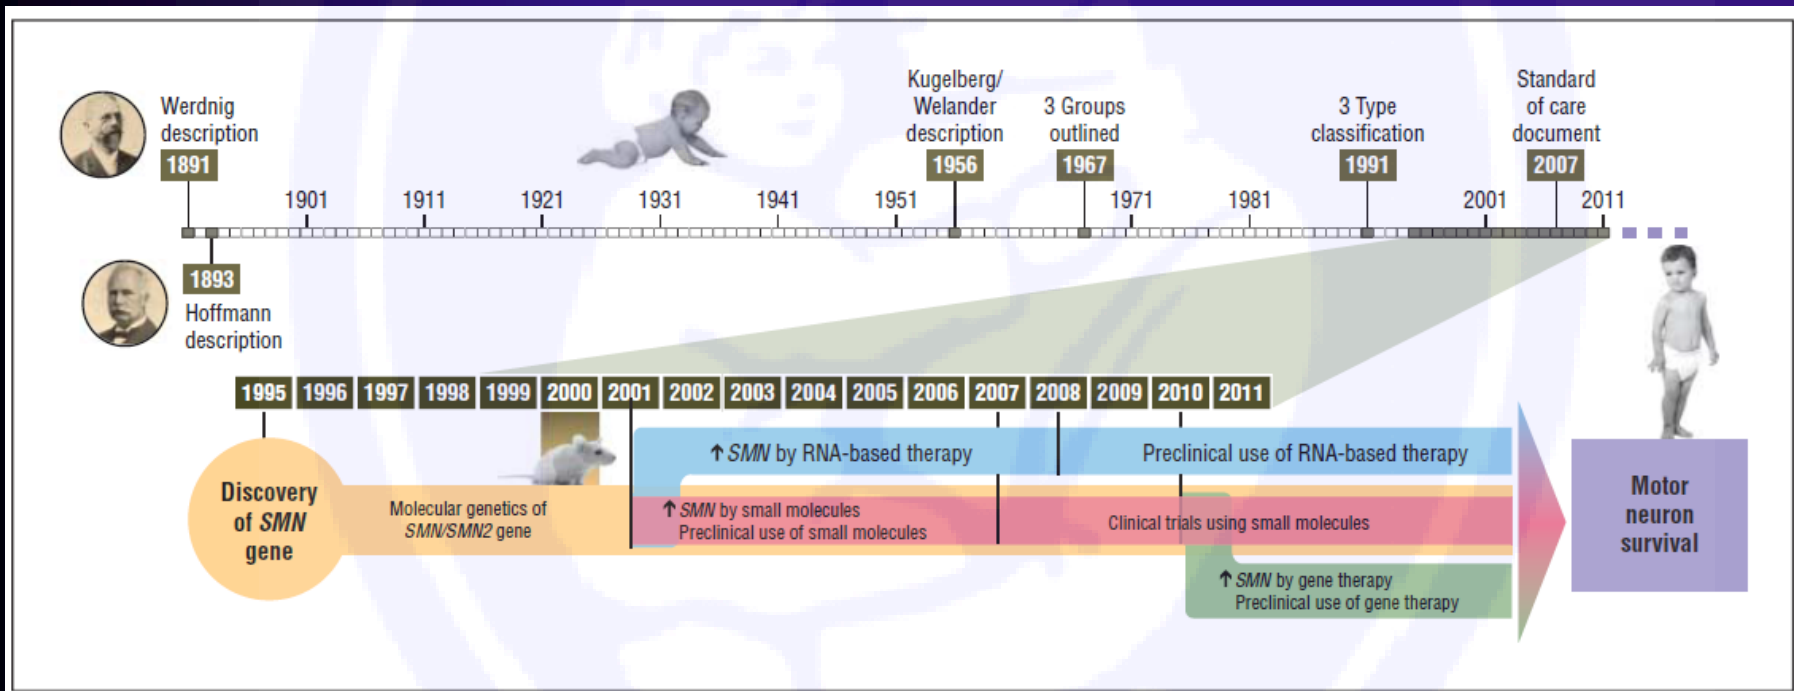 Werdnig
description
1891
Kugelberg/
Welander
description
1956
3 Groups
outlined
1967
3 Type
classification
1991
Standard
of care
document
2007
1901
1911
1921
1931
1941
1951
1971
1981
2001
2011
1893
Hoffmann
description
1995 1996 1997 1998 1999 2000 2001 2002 2003 2004 2005 2006 2007 2008 2009 2010 2011
Discovery
of SMN
gene
Molecular genetics of
SMN/SMN2 gene
↑ SMN by RNA-based therapy
Preclinical use of RNA-based therapy
↑ SMN by small molecules
Preclinical use of small molecules
Clinical trials using small molecules
↑ SMN by gene therapy
Preclinical use of gene therapy
Motor
neuron
survival